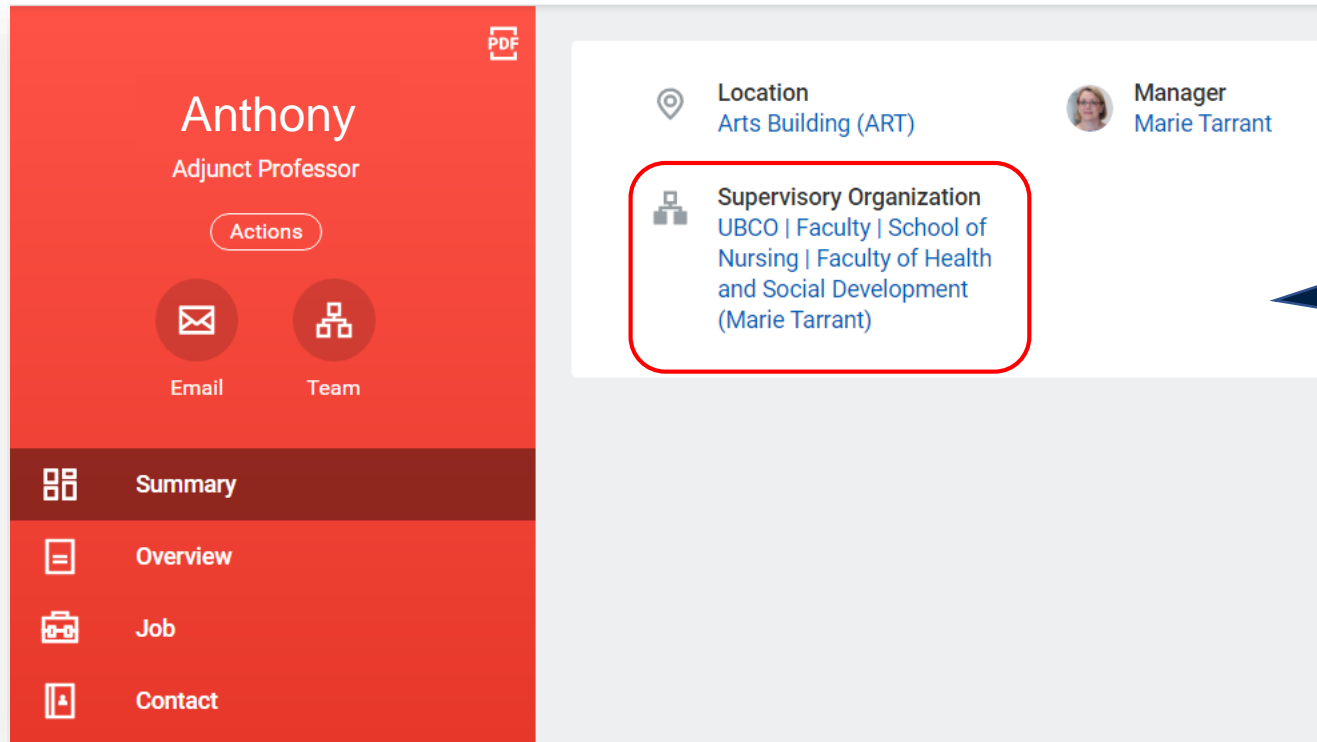 PDF
Anthony
Adjunct Professor
Actions
Email
Team
Summary
Overview
Job
Contact
Location
Arts Building (ART)
Manager
Marie Tarrant
Supervisory Organization
UBCO | Faculty | School of
Nursing | Faculty of Health
and Social Development
(Marie Tarrant)